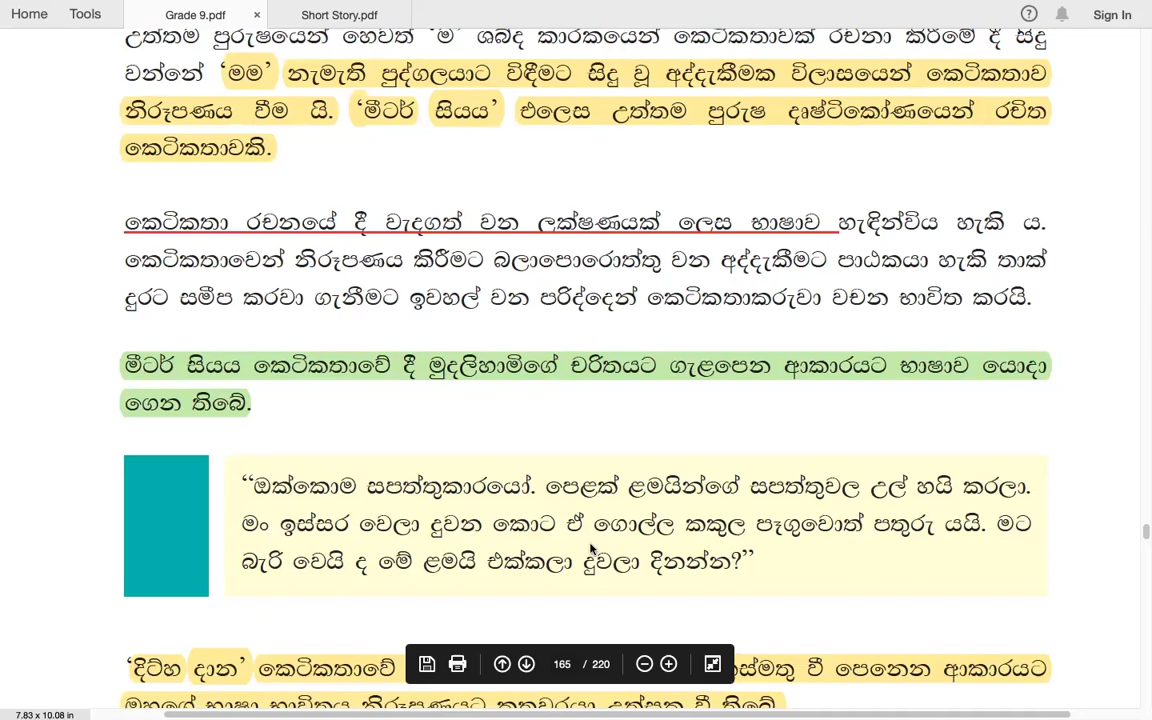 Home Tools Grade 9.pdf × Short Story.pdf Sign In
උත්තම පුරුෂයෙන් හෙවත් ‘ම’ ශබ්ද කාරකයෙන් කෙටිකතාවක් රචනා කිරීමේ දී සිදු
වන්නේ ‘මම’ නැමැති පුද්ගලයාට විඳීමට සිදු වූ අද්දැකීමක විලාසයෙන් කෙටිකතාව
නිරූපණය වීම යි. ‘මීටර් සියය’ එලෙස උත්තම පුරුෂ දෘෂ්ටිකෝණයෙන් රචිත
කෙටිකතාවකි.
කෙටිකතා රචනයේ දී වැදගත් වන ලක්ෂණයක් ලෙස භාෂාව හැඳින්විය හැකි ය.
කෙටිකතාවෙන් නිරූපණය කිරීමට බලාපොරොත්තු වන අද්දැකීමට පාඨකයා හැකි තාක්
දුරට සමීප කරවා ගැනීමට ඉවහල් වන පරිද්දෙන් කෙටිකතාකරුවා වචන භාවිත කරයි.
මීටර් සියය කෙටිකතාවේ දී මුදලිහාමිගේ චරිතයට ගැළපෙන ආකාරයට භාෂාව යොදා
ගෙන තිබේ.
“ඔක්කොම සපත්තුකාරයෝ. පෙළක් ළමයින්ගේ සපත්තුවල උල් හයි කරලා.
මං ඉස්සර වෙලා දුවන කොට ඒ ගොල්ල කකුල පෑගුවොත් පතුරු යයි. මට
බැරි වෙයි ද මේ ළමයි එක්කලා දුවලා දිනන්න?”
‘දිට්හ දාන’ කෙටිකතාවේ වී පෙනෙන ආකාරයට
165 / 220
7.83 x 10.08 in